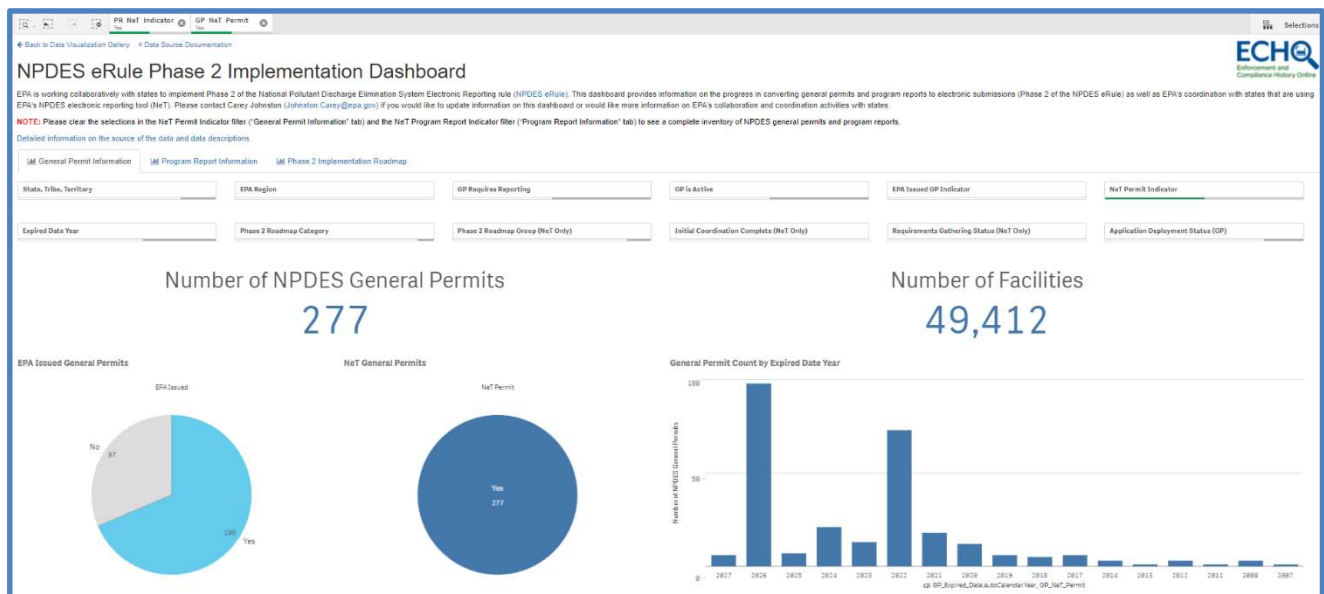 PR NeT Indicator
Yes
GP NeT Permit
Yes
Selections
Back to Data Visualization Gallery
Data Source Documentation
ECHO
Enforcement and
Compliance History Online
NPDES eRule Phase 2 Implementation Dashboard
EPA is working collaboratively with states to implement Phase 2 of the National Pollutant Discharge Elimination System Electronic Reporting rule (NPDES eRule). This dashboard provides information on the progress in converting general permits and program reports to electronic submissions (Phase 2 of the NPDES eRule) as well as EPA's coordination with states that are using
EPA's NPDES electronic reporting tool (NeT). Please contact Carey Johnston (Johnston.Carey@epa.gov) if you would like to update information on this dashboard or would like more information on EPA's collaboration and coordination activities with states.
NOTE: Please clear the selections in the NeT Permit Indicator filter ("General Permit Information" tab) and the NeT Program Report Indicator filter ("Program Report Information" tab) to see a complete inventory of NPDES general permits and program reports.
Detailed information on the source of the data and data descriptions.
General Permit Information
Program Report Information
Phase 2 Implementation Roadmap
State, Tribe, Territory
EPA Region
GP Requires Reporting
GP is Active
EPA Issued GP Indicator
NeT Permit Indicator
Expired Date Year
Phase 2 Roadmap Category
Phase 2 Roadmap Group (NeT Only)
Initial Coordination Complete (NeT Only)
Requirements Gathering Status (NeT Only)
Application Deployment Status (GP)
Number of NPDES General Permits
277
Number of Facilities
49,412
EPA Issued General Permits
EPA Issued
No
87
190
Yes
NeT General Permits
NeT Permit
Yes
277
General Permit Count by Expired Date Year
Number of NPDES General Permits
100
50
0
2027 2026 2025 2024 2023 2022 2021 2020 2019 2018 2017 2014 2013 2012 2011 2008 2007
GP_Expired_Date.autoCalendar.Year, GP_NeT_Permit